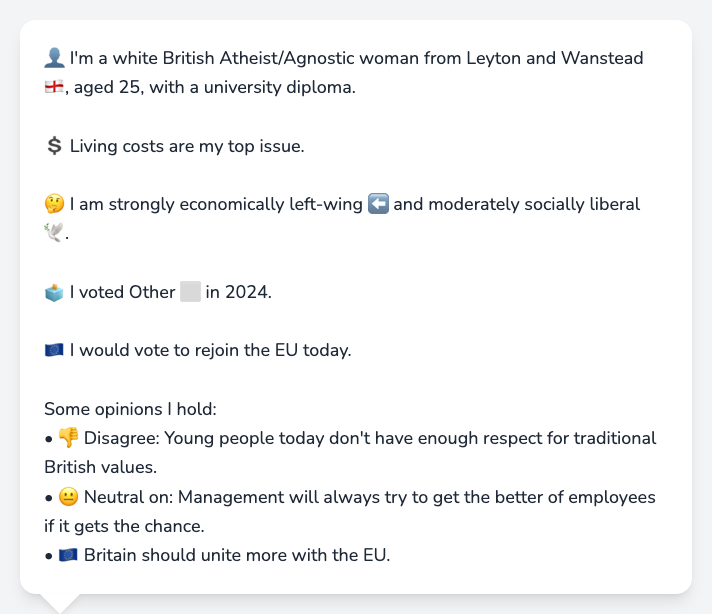 👤 I'm a white British Atheist/Agnostic woman from Leyton and Wanstead
🏴󠁧󠁢󠁥󠁮󠁧󠁿, aged 25, with a university diploma.
💲 Living costs are my top issue.
🤔 I am strongly economically left-wing ⬅️ and moderately socially liberal
🕊️.
🗳️ I voted Other ⬜ in 2024.
🇪🇺 I would vote to rejoin the EU today.
Some opinions I hold:
• 👎 Disagree: Young people today don't have enough respect for traditional
British values.
• 😐 Neutral on: Management will always try to get the better of employees
if it gets the chance.
• 🇪🇺 Britain should unite more with the EU.